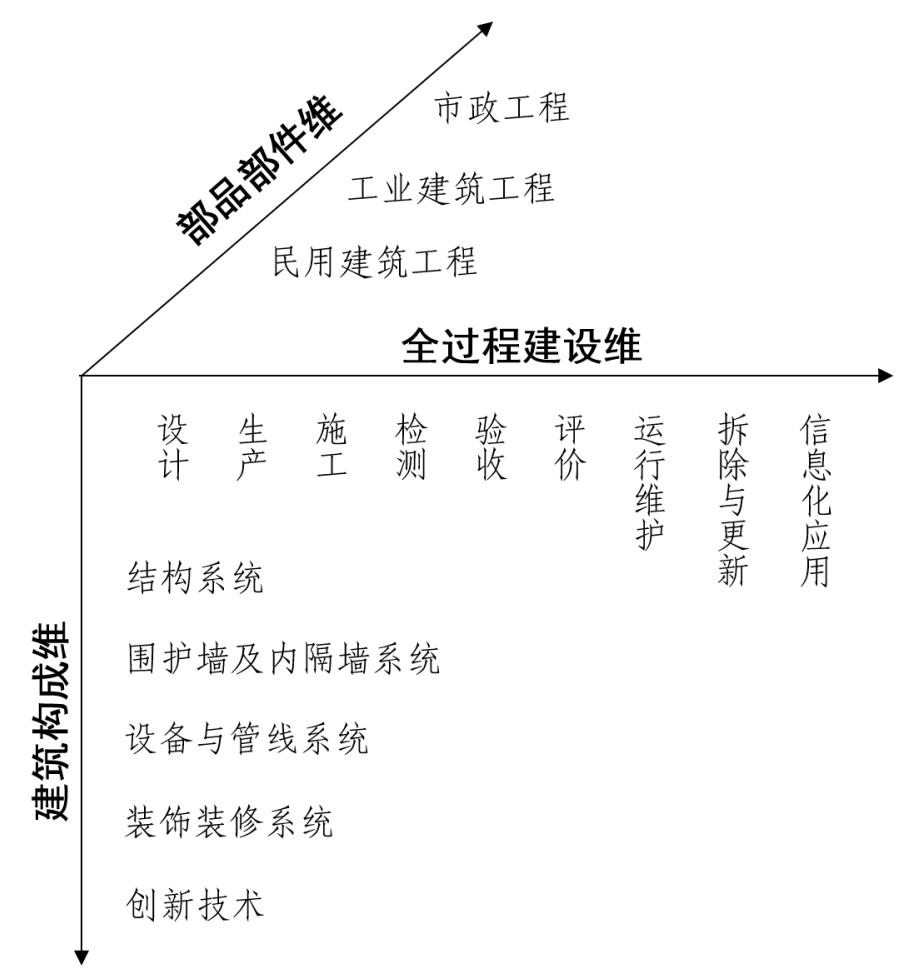 部品部件维
市政工程
工业建筑工程
民用建筑工程
全过程建设维
设计
生产
施工
检测
验收
评价
运行维护
拆除与更新
信息化应用
建筑构成维
结构系统
围护墙及内隔墙系统
设备与管线系统
装饰装修系统
创新技术